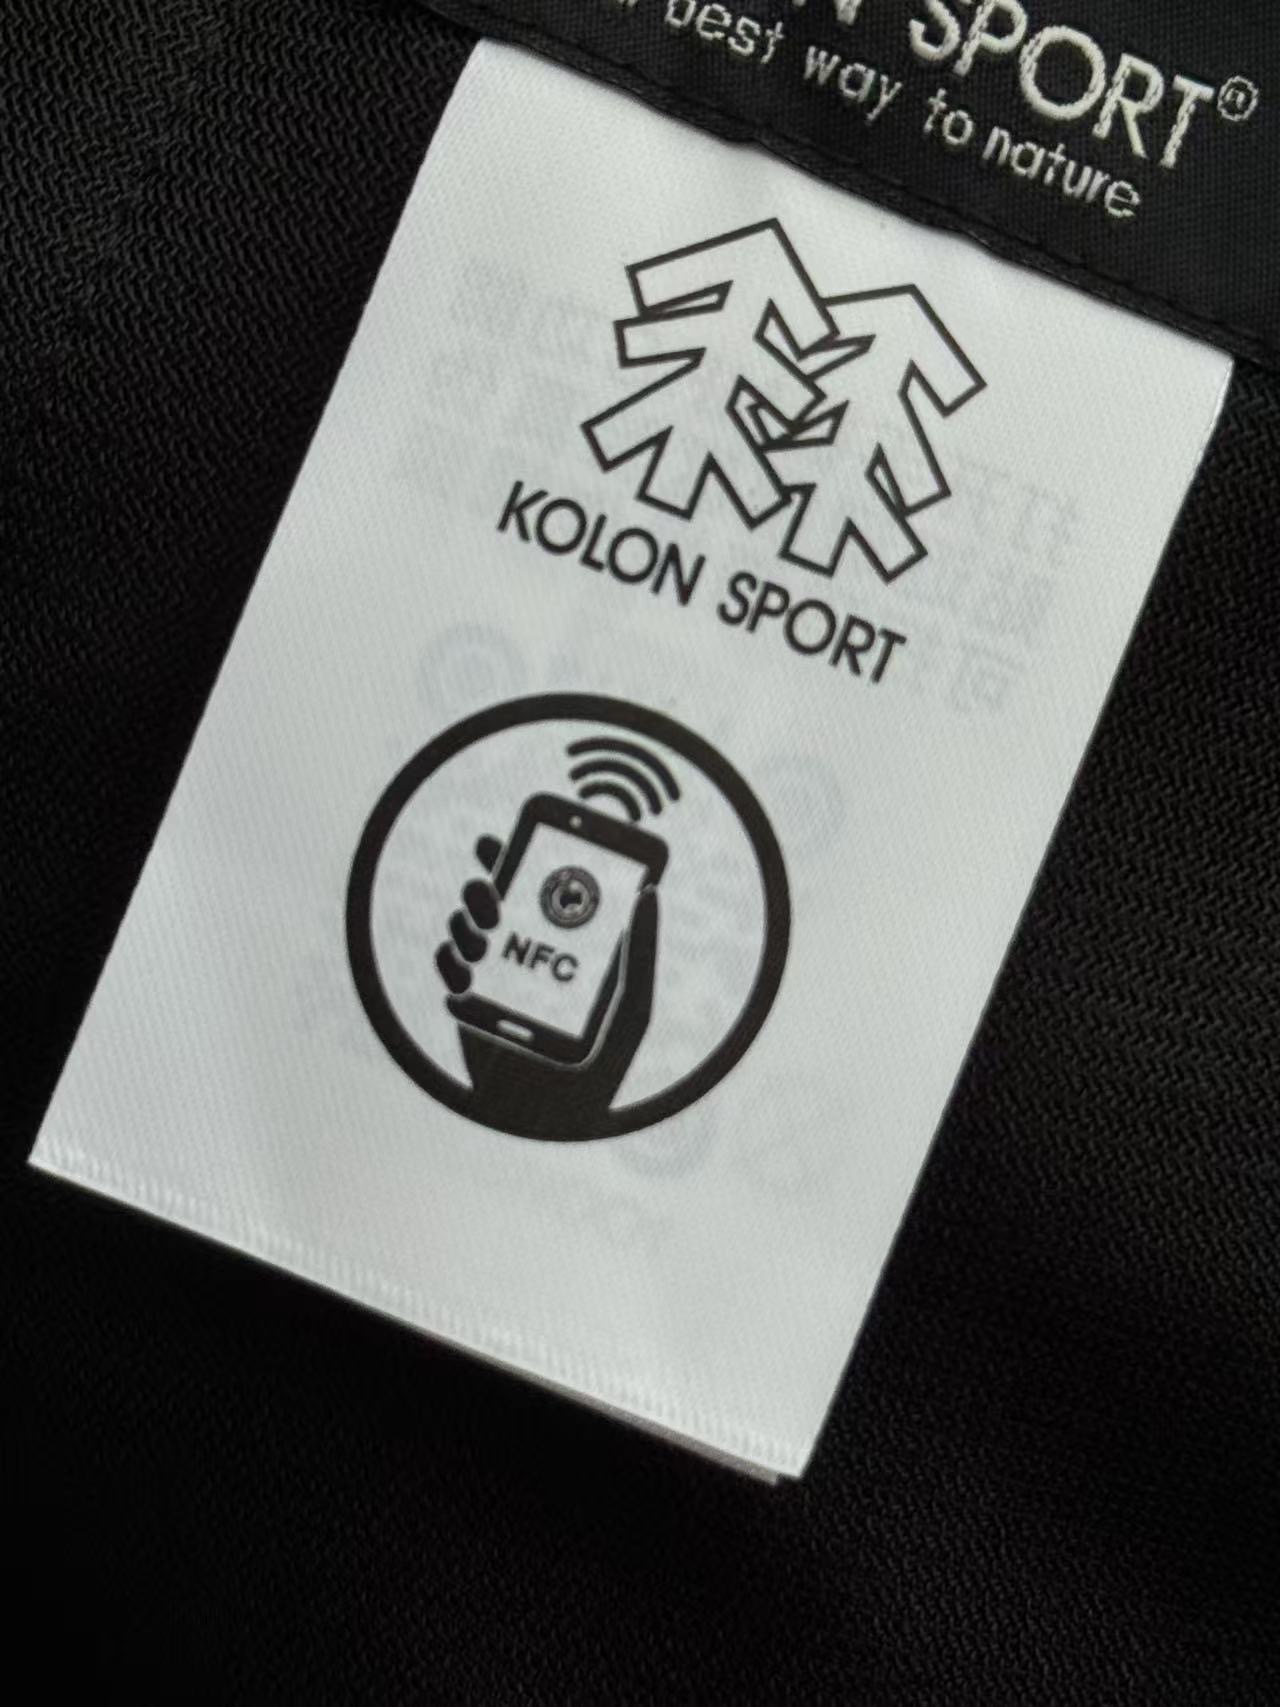 SPORT®
best way to nature
KOLON SPORT
NFC